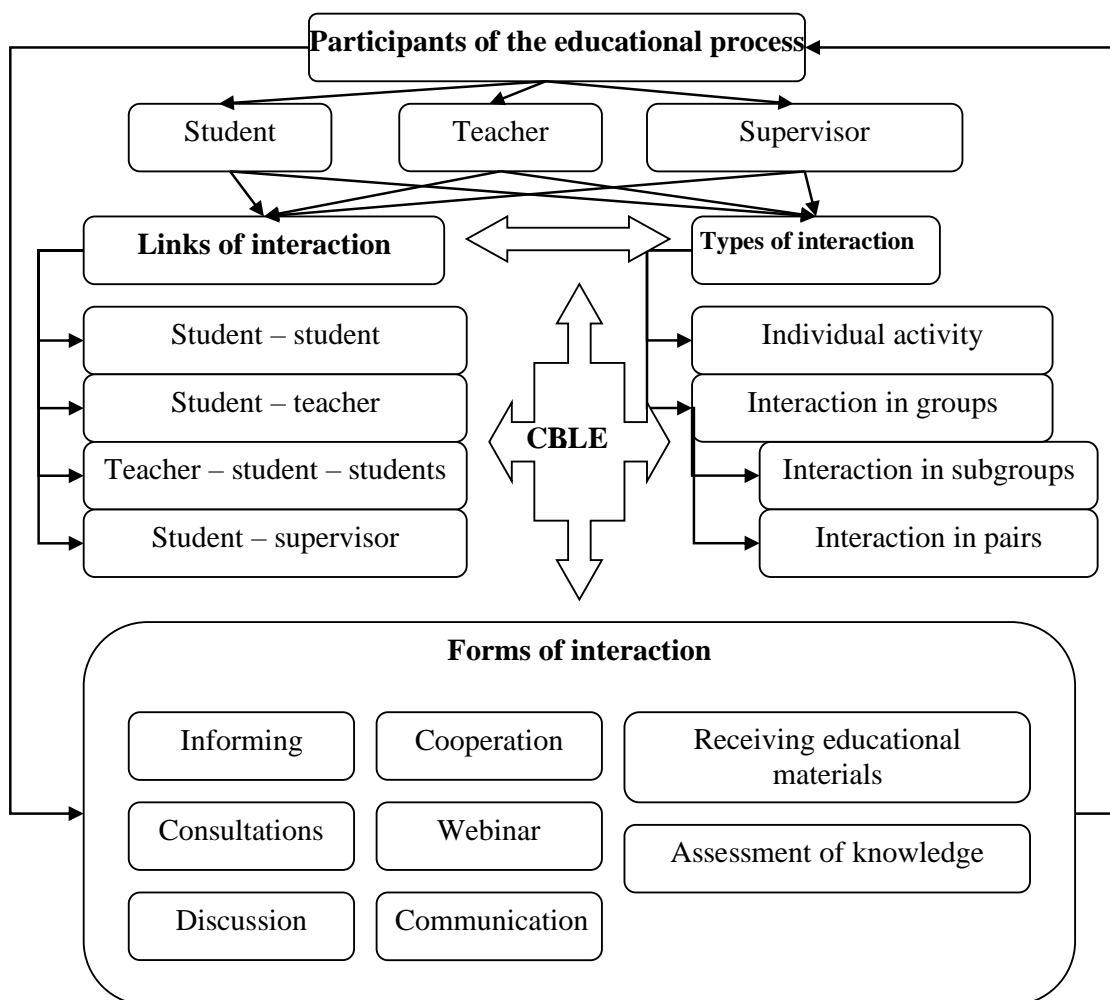 Participants of the educational process
Student
Teacher
Supervisor
Links of interaction
Types of interaction
Student – student
Student – teacher
Teacher – student – students
Student – supervisor
CBLE
Individual activity
Interaction in groups
Interaction in subgroups
Interaction in pairs
Forms of interaction
Informing
Cooperation
Receiving educational
materials
Consultations
Webinar
Assessment of knowledge
Discussion
Communication